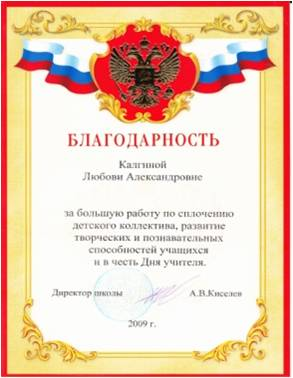 БЛАГОДАРНОСТЬ
Калгиной
Любови Александровне
за большую работу по сплочению
детского коллектива, развитие
творческих и познавательных
способностей учащихся
и в честь Дня учителя.
Директор школы А.В.Киселев
2009 г.